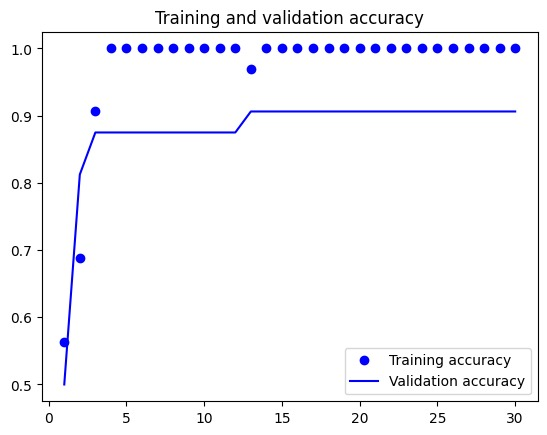 Training and validation accuracy
1.0
0.9
0.8
0.7
0.6
0.5
Training accuracy
Validation accuracy
0 5 10 15 20 25 30